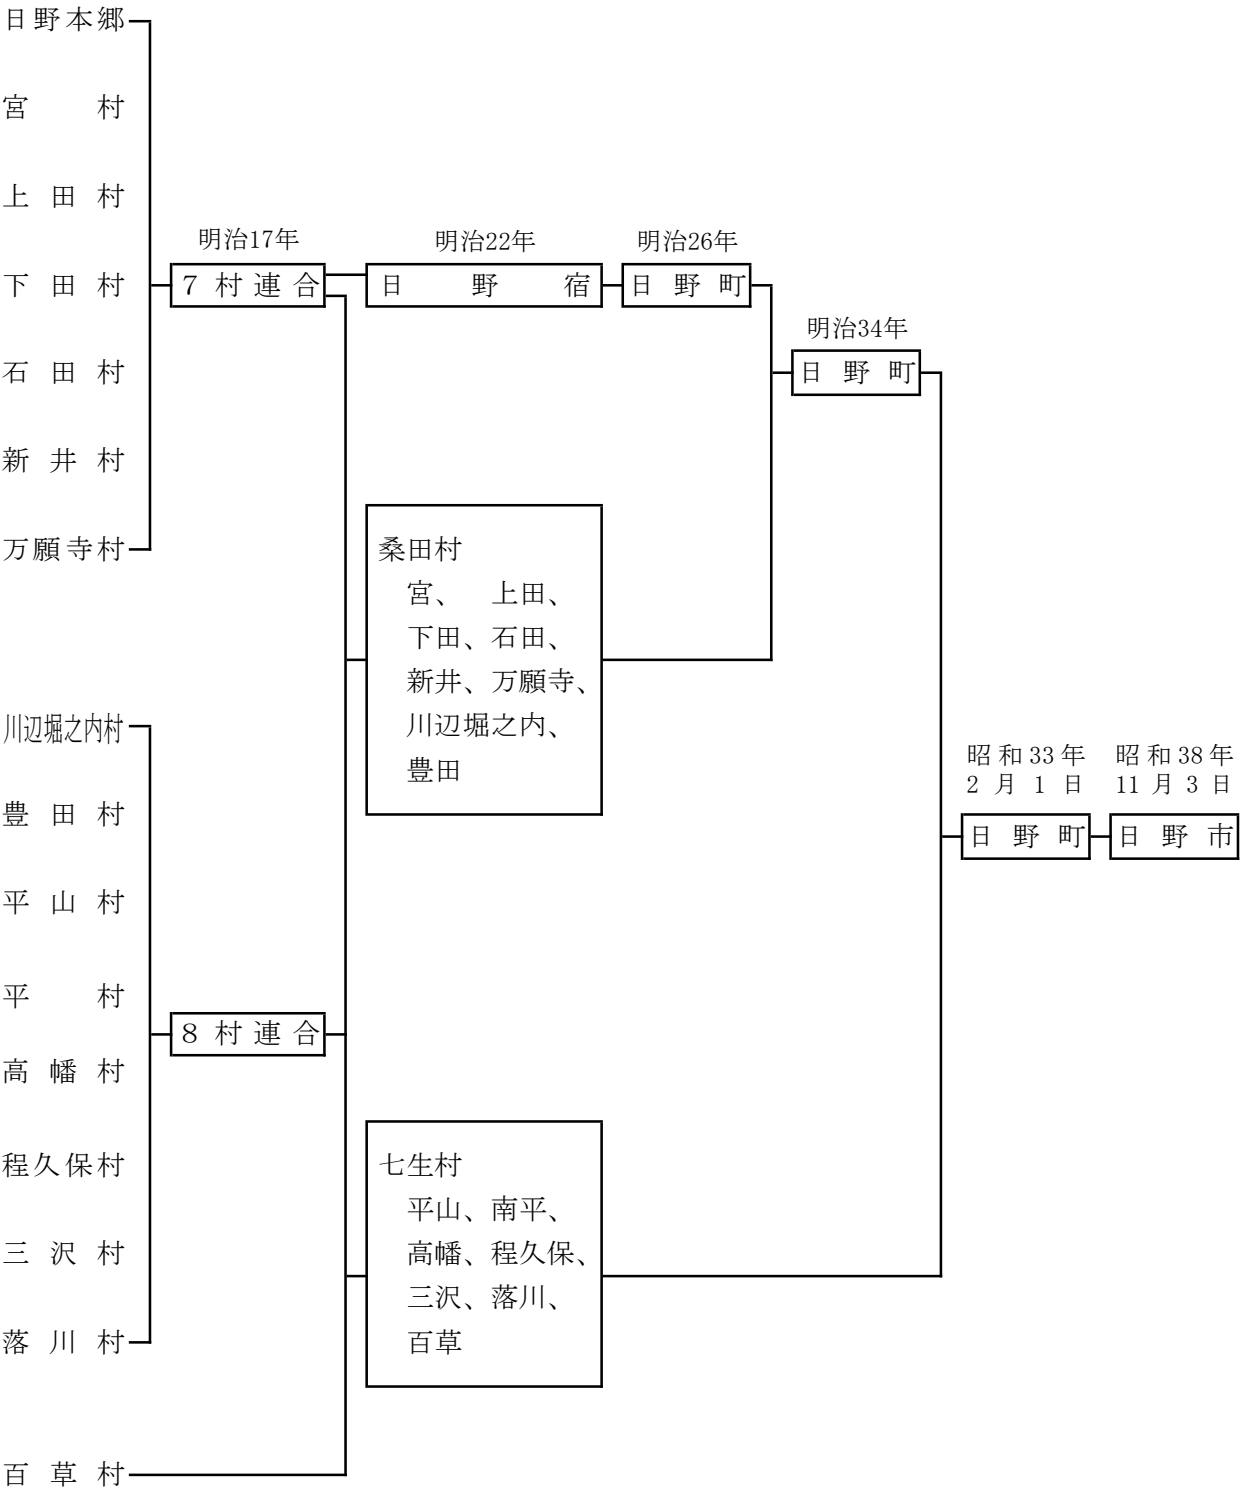 日野本郷
宮村
上田村
下田村
石田村
新井村
万願寺村
川辺堀之内村
豊田村
平山村
平村
高幡村
程久保村
三沢村
落川村
百草村
明治17年
7村連合
8村連合
明治22年
日野宿
桑田村
宮、 上田、
下田、石田、
新井、万願寺、
川辺堀之内、
豊田
七生村
平山、南平、
高幡、程久保、
三沢、落川、
百草
明治26年
日野町
明治34年
日野町
昭和33年
2月1日
日野町
昭和38年
11月3日
日野市